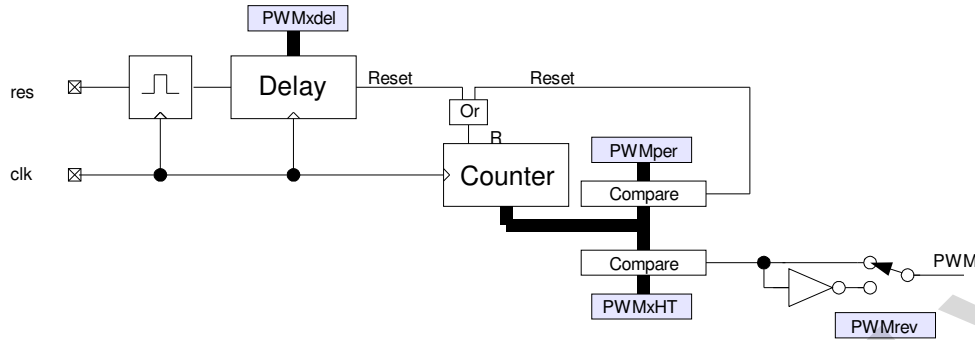 PWMxdel
res
Delay
Reset
Reset
Or
R
PWMper
clk
Counter
Compare
Compare
PWM
PWMxHT
PWMrev